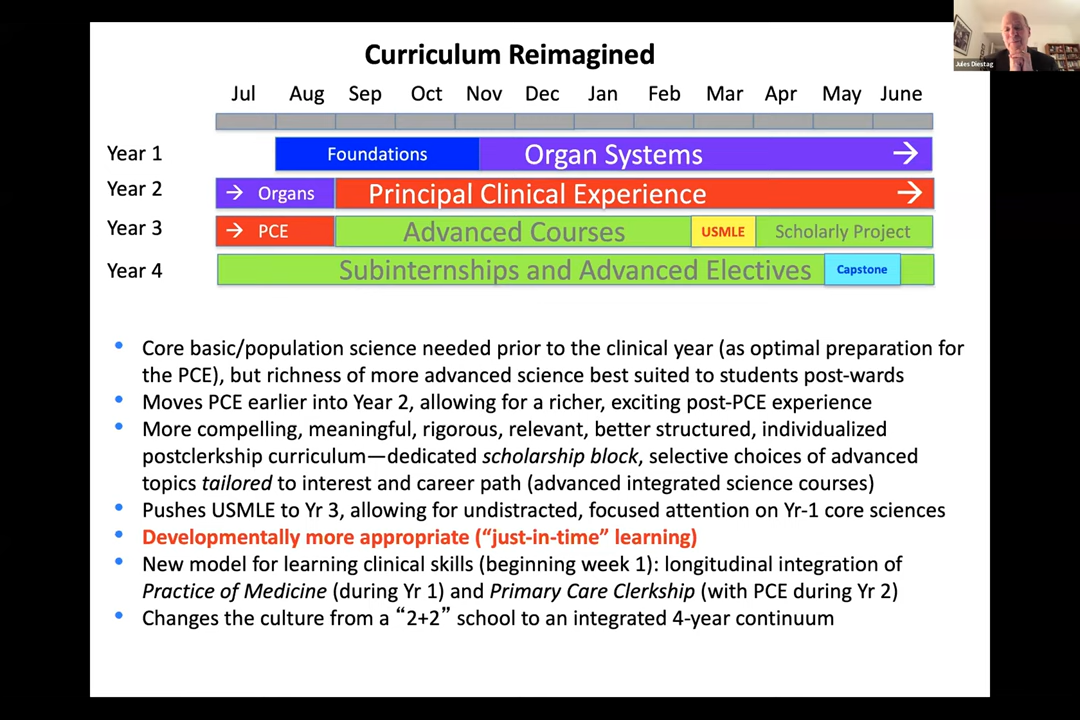 Curriculum Reimagined
Jules Dienstag
Jul Aug Sep Oct Nov Dec Jan Feb Mar Apr May June
Year 1 Foundations Organ Systems →
Year 2 → Organs Principal Clinical Experience →
Year 3 → PCE Advanced Courses USMLE Scholarly Project
Year 4 Subinternships and Advanced Electives Capstone
• Core basic/population science needed prior to the clinical year (as optimal preparation for
the PCE), but richness of more advanced science best suited to students post-wards
• Moves PCE earlier into Year 2, allowing for a richer, exciting post-PCE experience
• More compelling, meaningful, rigorous, relevant, better structured, individualized
postclerkship curriculum—dedicated scholarship block, selective choices of advanced
topics tailored to interest and career path (advanced integrated science courses)
• Pushes USMLE to Yr 3, allowing for undistracted, focused attention on Yr-1 core sciences
• Developmentally more appropriate (“just-in-time” learning)
• New model for learning clinical skills (beginning week 1): longitudinal integration of
Practice of Medicine (during Yr 1) and Primary Care Clerkship (with PCE during Yr 2)
• Changes the culture from a “2+2” school to an integrated 4-year continuum